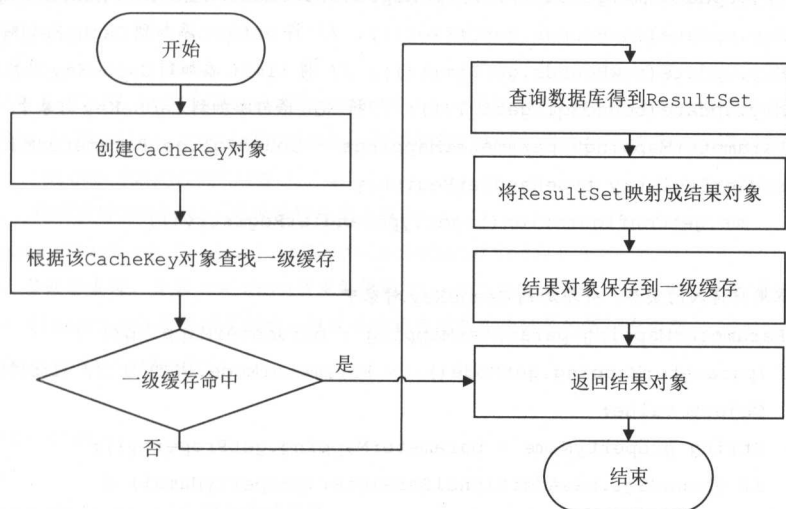 开始
创建CacheKey对象
根据该CacheKey对象查找一级缓存
一级缓存命中
是
否
查询数据库得到ResultSet
将ResultSet映射成结果对象
结果对象保存到一级缓存
返回结果对象
结束